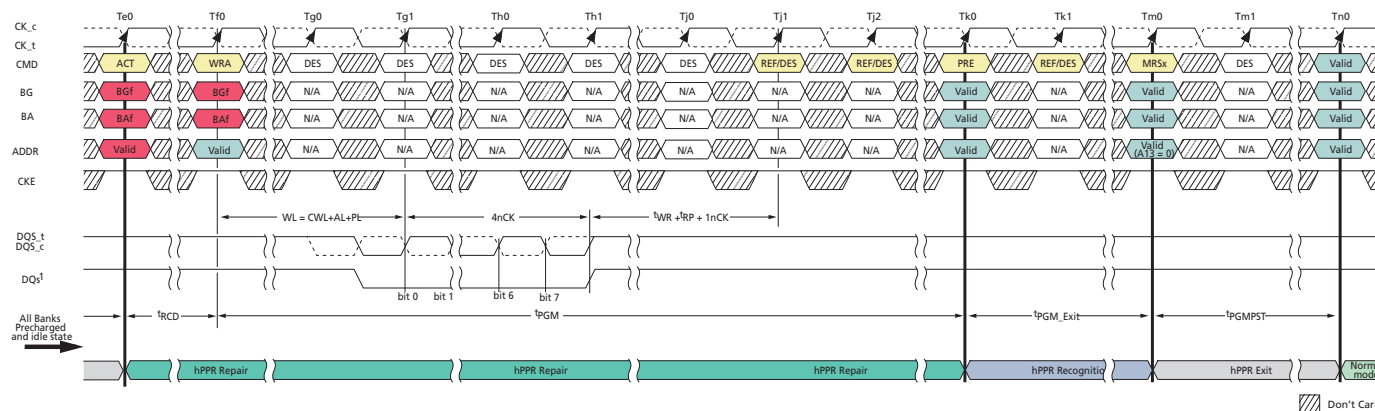 Te0 Tf0 Tg0 Tg1 Th0 Th1 Tj0 Tj1 Tj2 Tk0 Tk1 Tm0 Tm1 Tn0
CK_c
CK_t
CMD ACT WRA DES DES DES DES DES REF/DES REF/DES PRE REF/DES MRSx DES Valid
BG BGf BGf N/A N/A N/A N/A N/A N/A N/A Valid N/A Valid N/A Valid
BA BAf BAf N/A N/A N/A N/A N/A N/A N/A Valid N/A Valid N/A Valid
ADDR Valid Valid N/A N/A N/A N/A N/A N/A N/A Valid N/A Valid (A13 = 0) N/A Valid
CKE
WL = CWL+AL+PL 4nCK tWR +tRP + 1nCK
DQS_t
DQS_c
DQs1
bit 0 bit 1 bit 6 bit 7
All Banks
Precharged
and idle state
tRCD tPGM tPGM_Exit tPGMPST
hPPR Repair hPPR Repair hPPR Repair hPPR Recognitio hPPR Exit Norm
mode
Don't Car